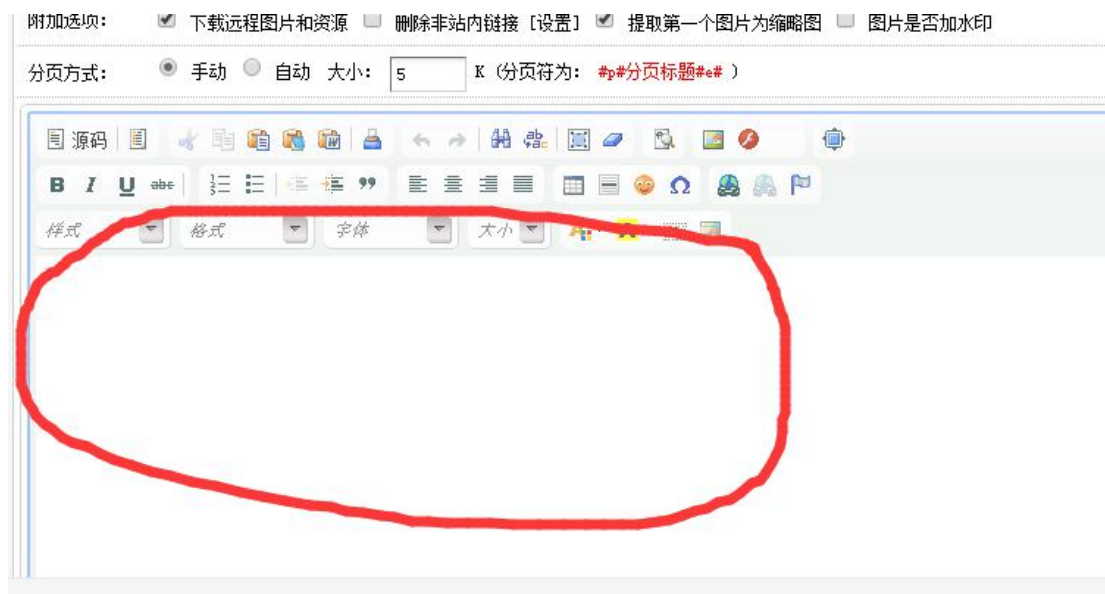 附加选项: 下载远程图片和资源 删除非站内链接 [设置] 提取第一个图片为缩略图 图片是否加水印
分页方式: 手动 自动 大小: 5 K (分页符为: #p#分页标题#e# )
源码
B I U abc
样式 格式 字体 大小